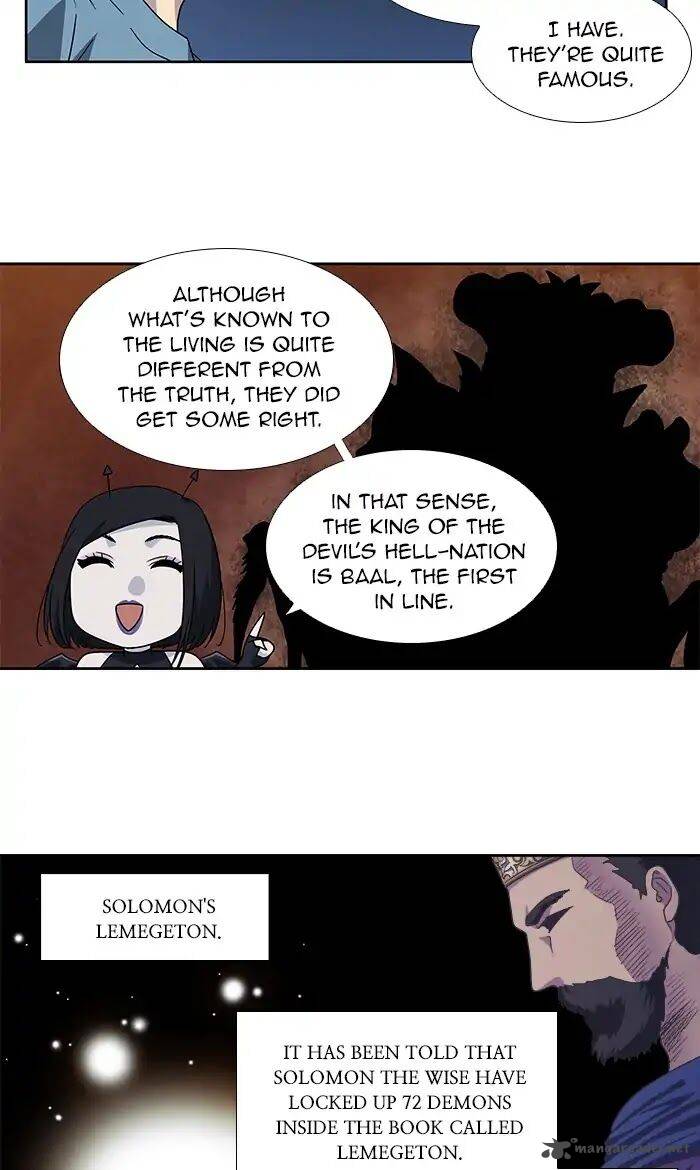 I HAVE.
THEY'RE QUITE
FAMOUS.
ALTHOUGH
WHAT'S KNOWN TO
THE LIVING IS QUITE
DIFFERENT FROM
THE TRUTH, THEY DID
GET SOME RIGHT.
IN THAT SENSE,
THE KING OF THE
DEVIL'S HELL-NATION
IS BAAL, THE FIRST
IN LINE.
SOLOMON'S
LEMEGETON.
IT HAS BEEN TOLD THAT
SOLOMON THE WISE HAVE
LOCKED UP 72 DEMONS
INSIDE THE BOOK CALLED
LEMEGETON.